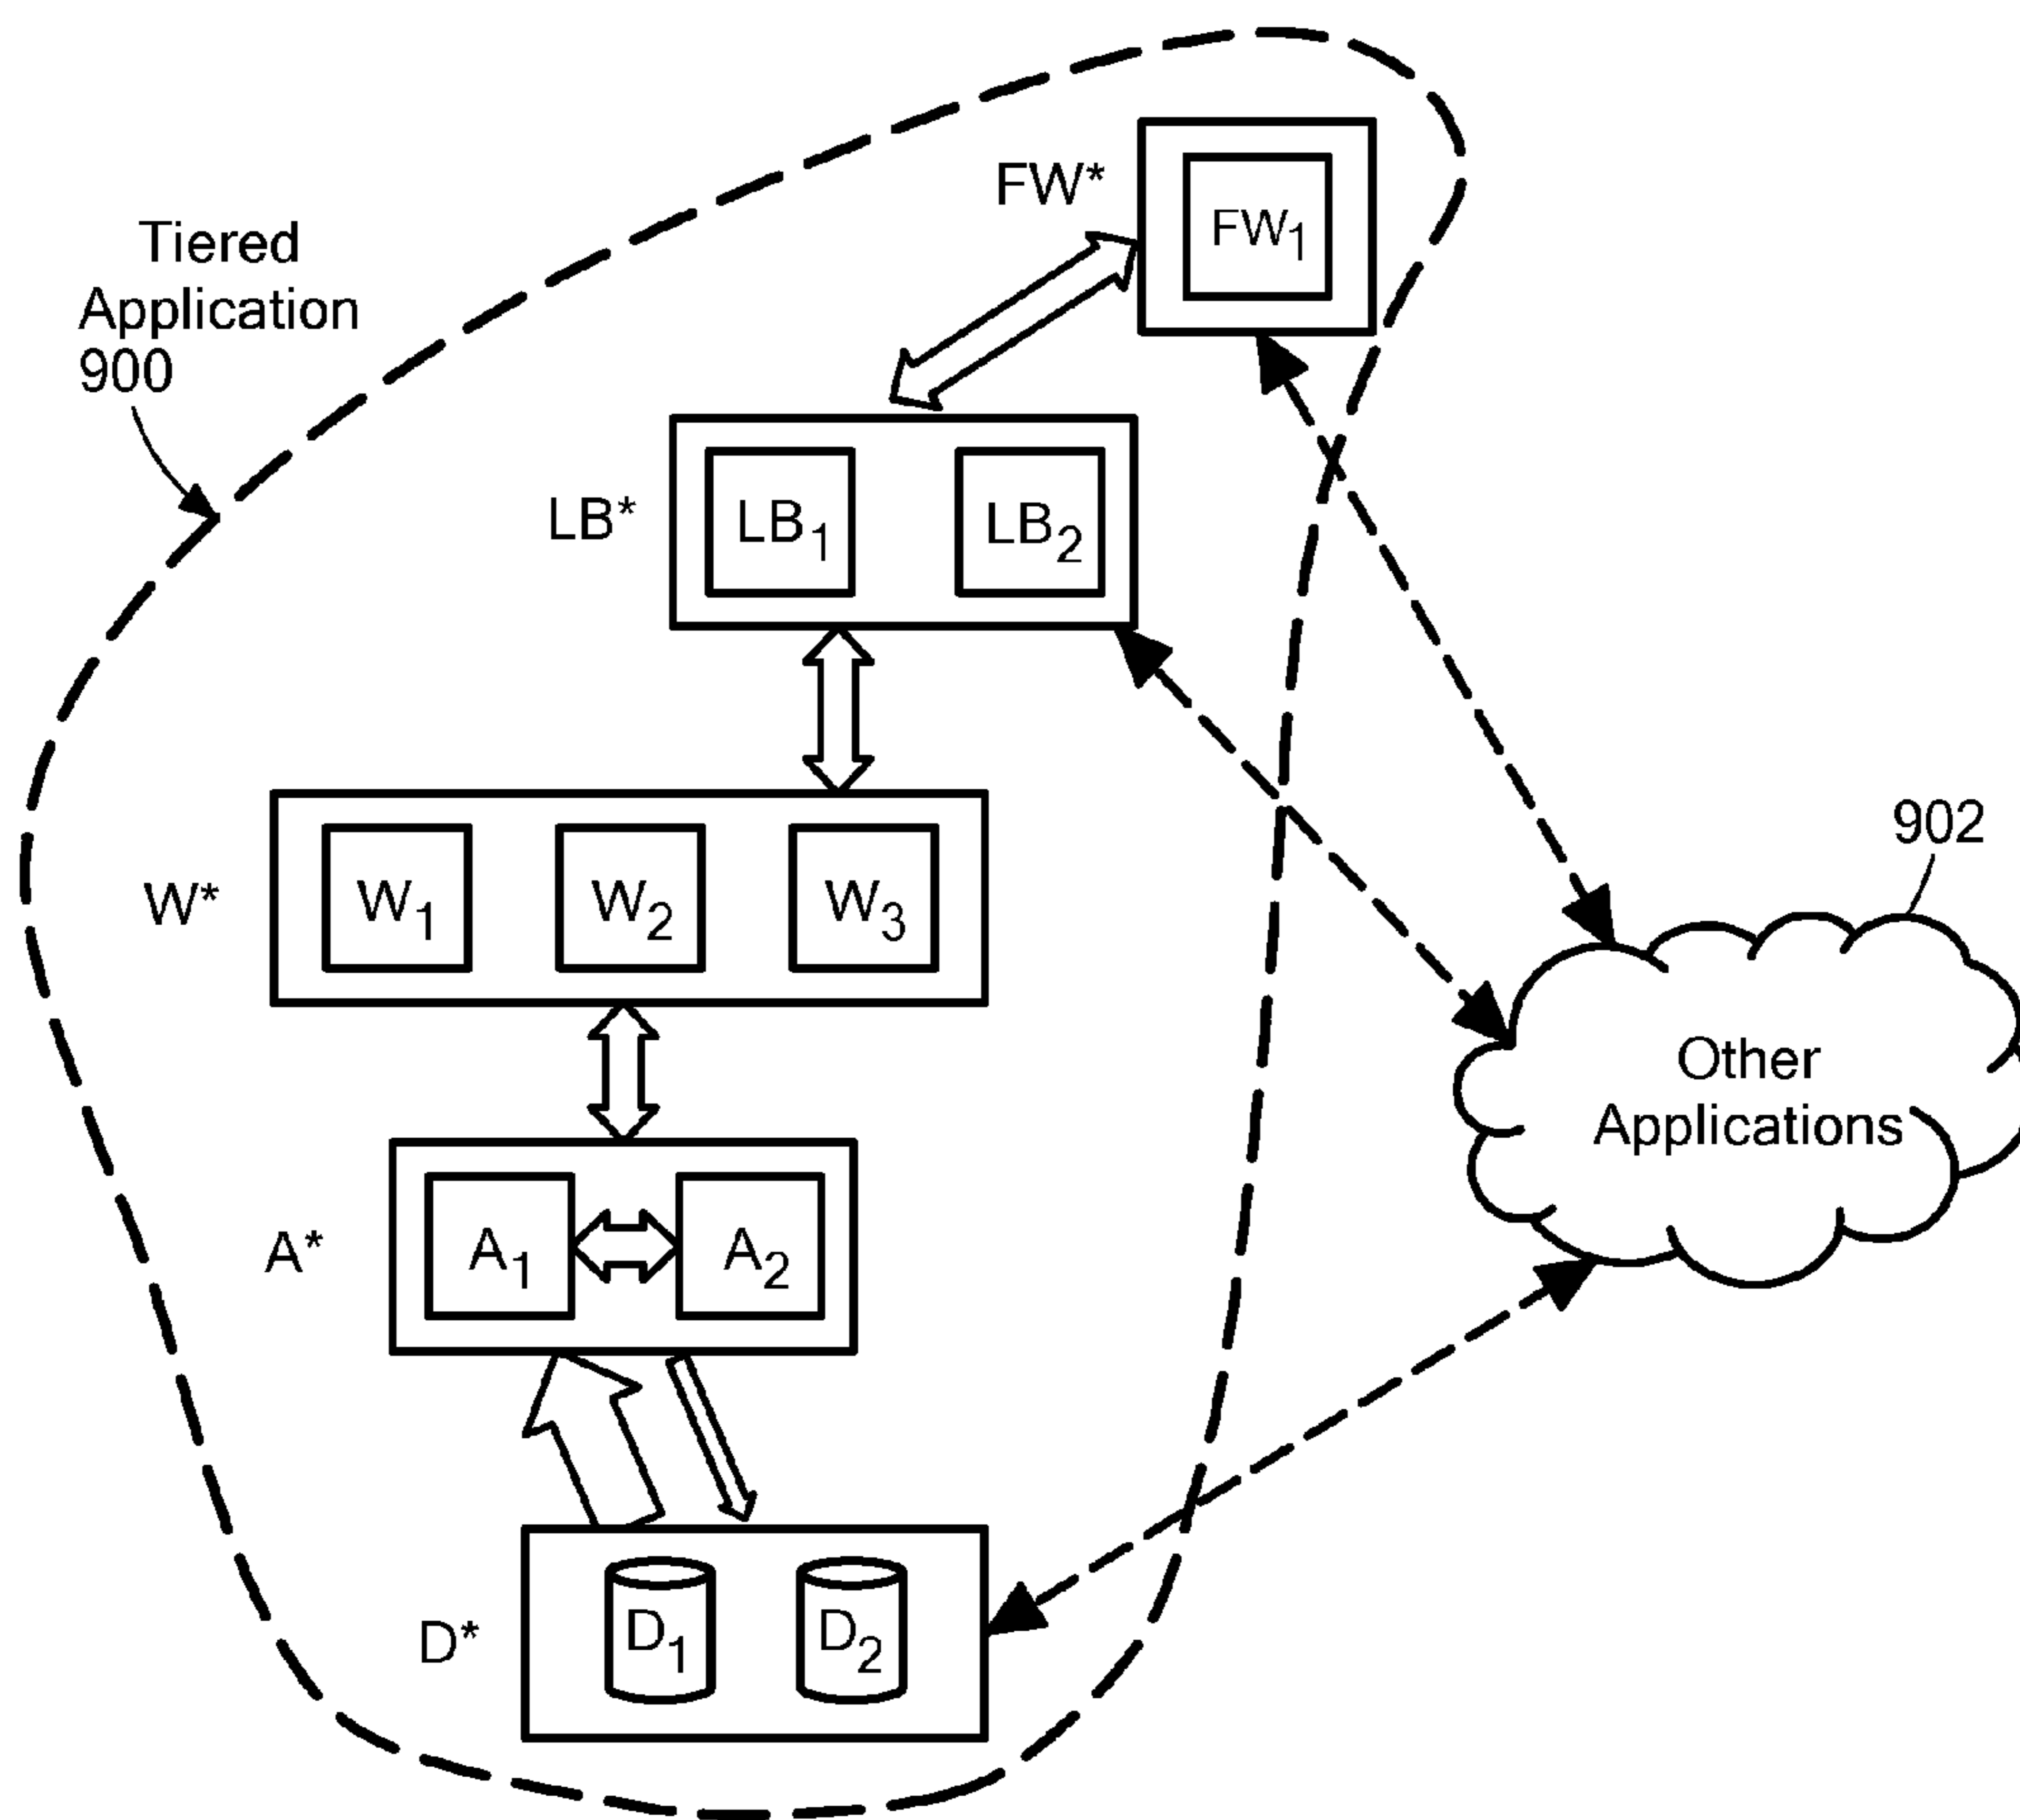 Tiered
Application
900
FW*
FW1
LB*
LB1
LB2
W*
W1
W2
W3
902
Other
Applications
A*
A1
A2
D*
D1
D2